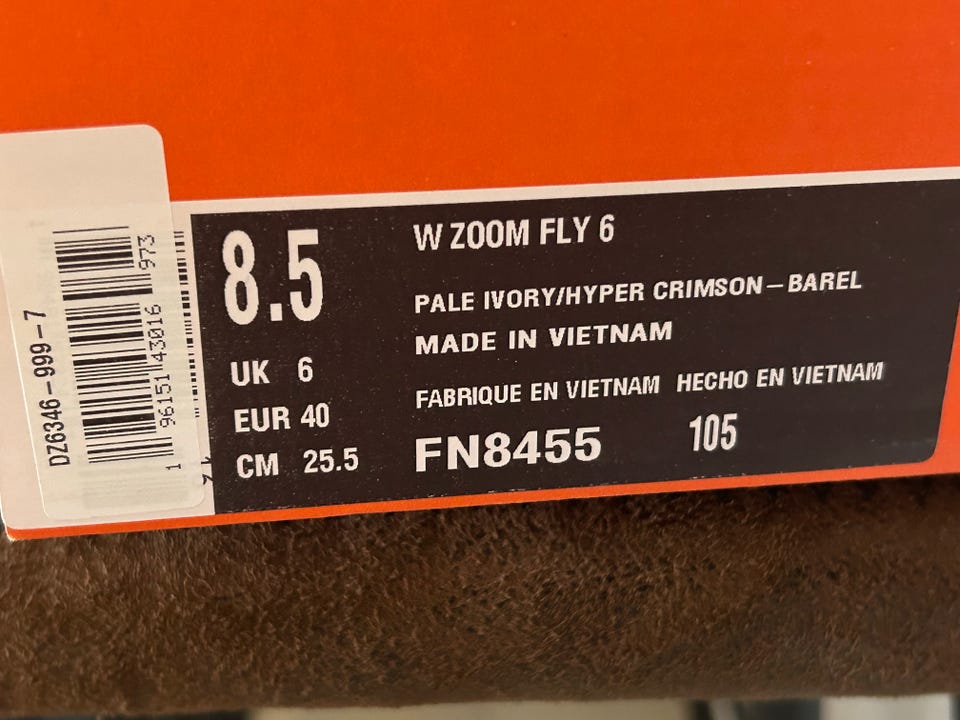 DZ6346-999-7
1 96151 43016 973
8.5
UK 6
EUR 40
CM 25.5
W ZOOM FLY 6
PALE IVORY/HYPER CRIMSON-BAREL
MADE IN VIETNAM
FABRIQUE EN VIETNAM HECHO EN VIETNAM
FN8455 105